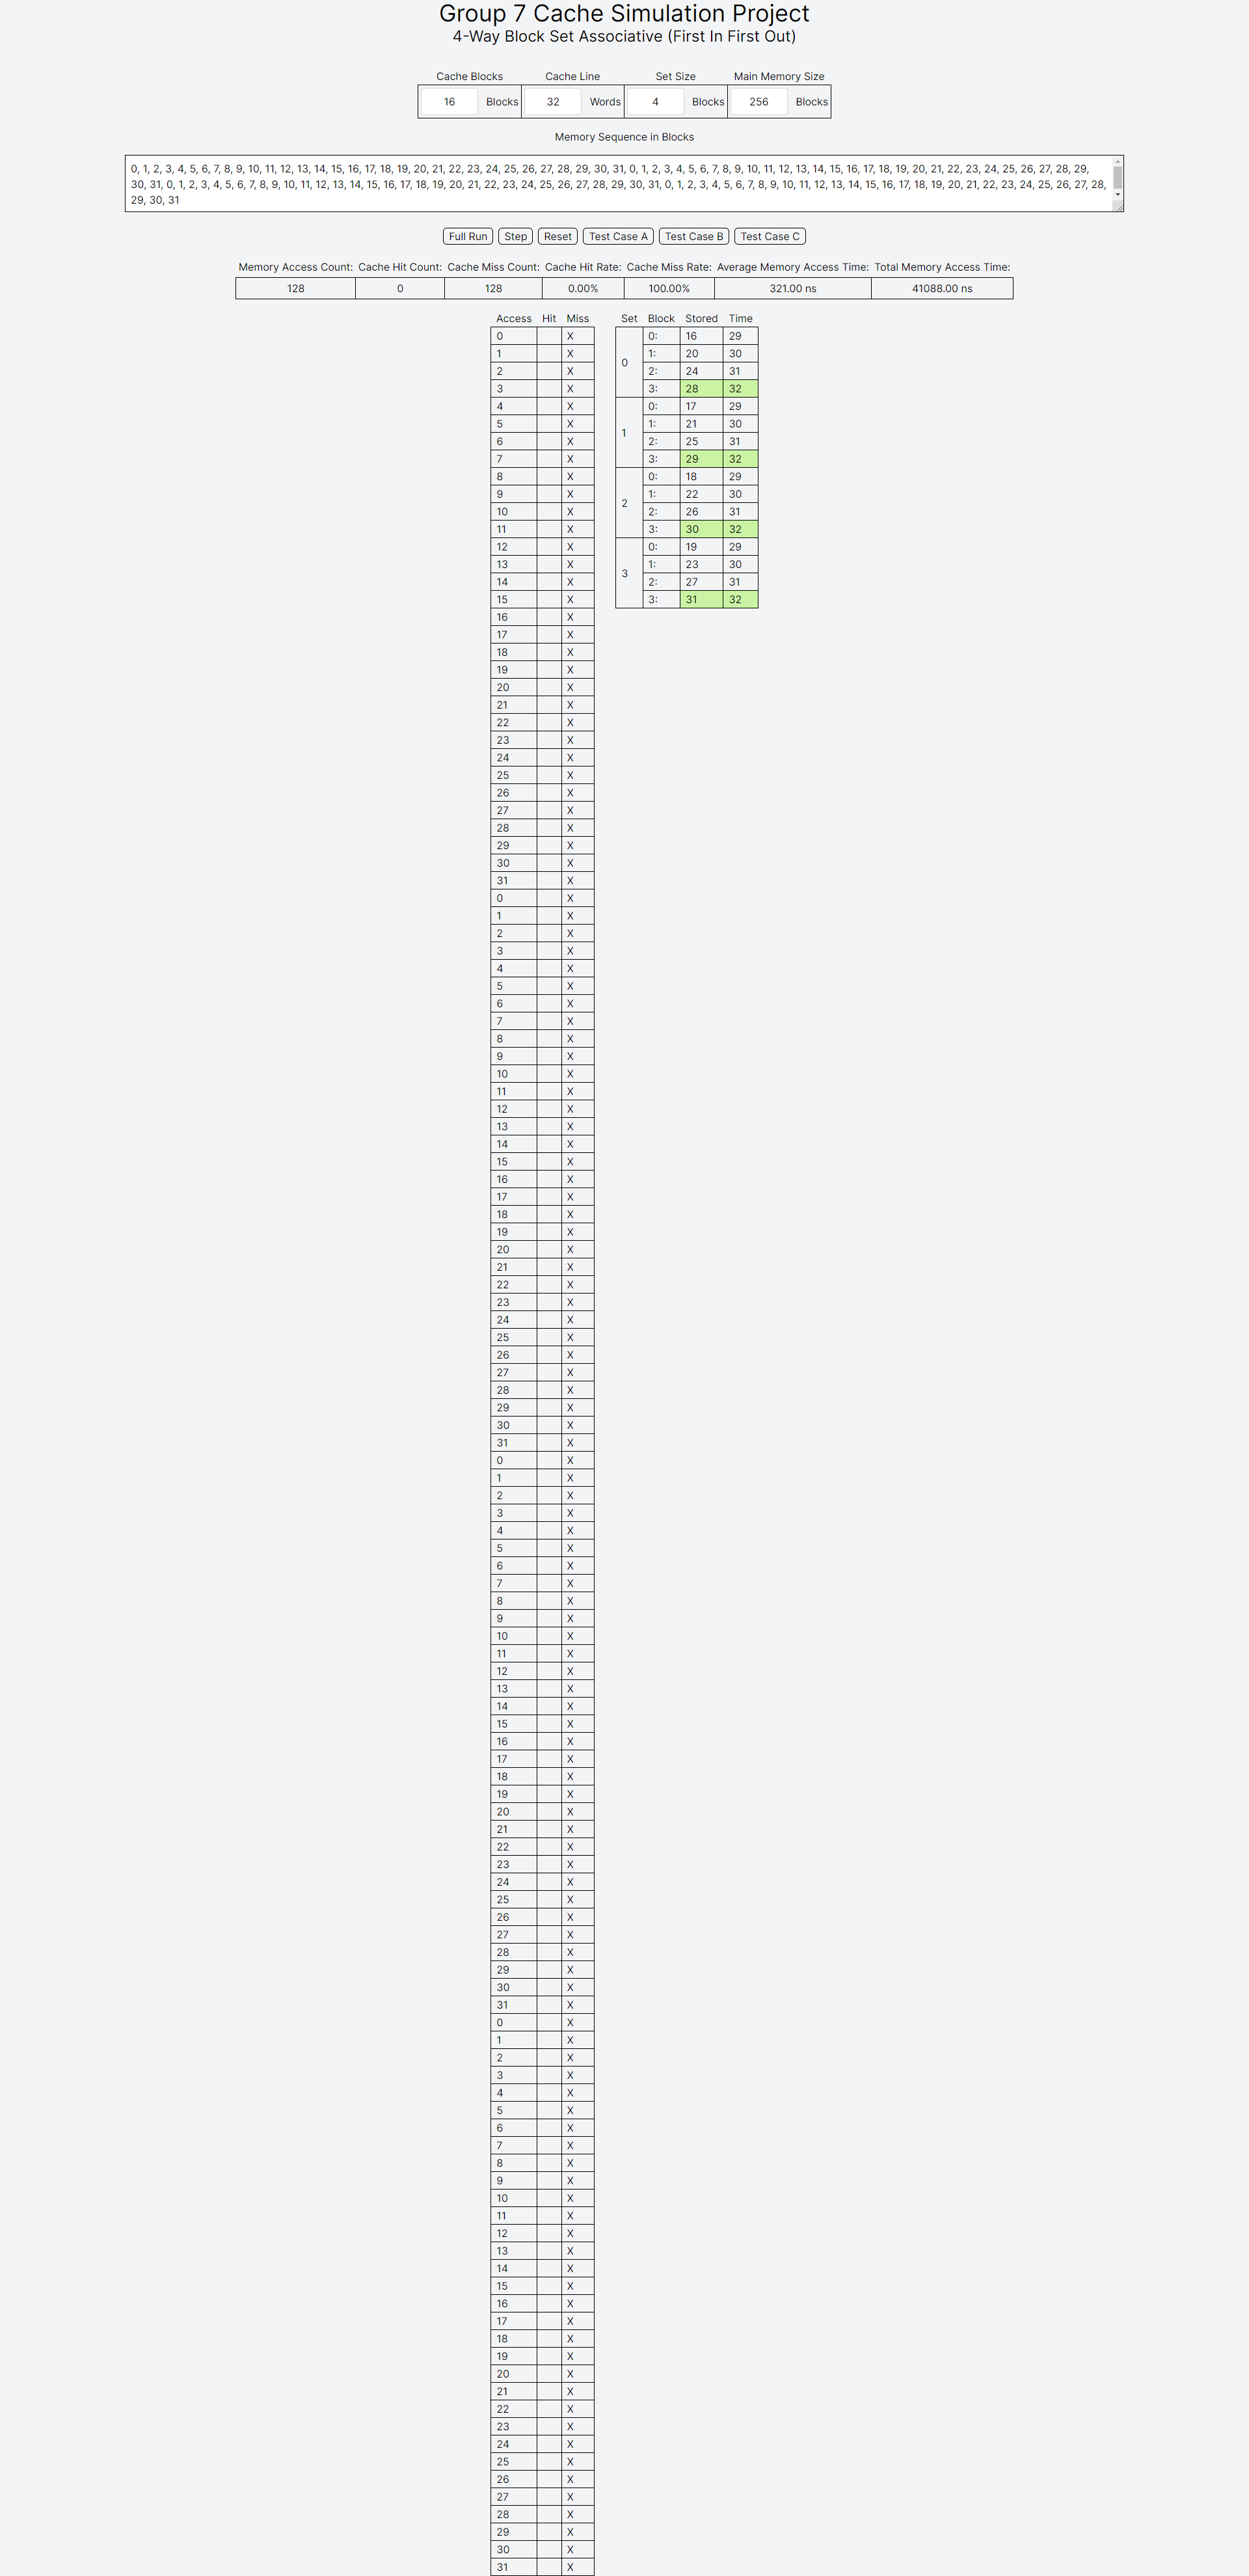 Group 7 Cache Simulation Project
4-Way Block Set Associative (First In First Out)
Cache Blocks Cache Line Set Size Main Memory Size
16 Blocks 32 Words 4 Blocks 256 Blocks
Memory Sequence in Blocks
0, 1, 2, 3, 4, 5, 6, 7, 8, 9, 10, 11, 12, 13, 14, 15, 16, 17, 18, 19, 20, 21, 22, 23, 24, 25, 26, 27, 28, 29, 30, 31, 0, 1, 2, 3, 4, 5, 6, 7, 8, 9, 10, 11, 12, 13, 14, 15, 16, 17, 18, 19, 20, 21, 22, 23, 24, 25, 26, 27, 28, 29,
30, 31, 0, 1, 2, 3, 4, 5, 6, 7, 8, 9, 10, 11, 12, 13, 14, 15, 16, 17, 18, 19, 20, 21, 22, 23, 24, 25, 26, 27, 28, 29, 30, 31, 0, 1, 2, 3, 4, 5, 6, 7, 8, 9, 10, 11, 12, 13, 14, 15, 16, 17, 18, 19, 20, 21, 22, 23, 24, 25, 26, 27, 28,
29, 30, 31
Full Run Step Reset Test Case A Test Case B Test Case C
Memory Access Count: Cache Hit Count: Cache Miss Count: Cache Hit Rate: Cache Miss Rate: Average Memory Access Time: Total Memory Access Time:
128 0 128 0.00% 100.00% 321.00 ns 41088.00 ns
Access Hit Miss
0 X
1 X
2 X
3 X
4 X
5 X
6 X
7 X
8 X
9 X
10 X
11 X
12 X
13 X
14 X
15 X
16 X
17 X
18 X
19 X
20 X
21 X
22 X
23 X
24 X
25 X
26 X
27 X
28 X
29 X
30 X
31 X
0 X
1 X
2 X
3 X
4 X
5 X
6 X
7 X
8 X
9 X
10 X
11 X
12 X
13 X
14 X
15 X
16 X
17 X
18 X
19 X
20 X
21 X
22 X
23 X
24 X
25 X
26 X
27 X
28 X
29 X
30 X
31 X
0 X
1 X
2 X
3 X
4 X
5 X
6 X
7 X
8 X
9 X
10 X
11 X
12 X
13 X
14 X
15 X
16 X
17 X
18 X
19 X
20 X
21 X
22 X
23 X
24 X
25 X
26 X
27 X
28 X
29 X
30 X
31 X
0 X
1 X
2 X
3 X
4 X
5 X
6 X
7 X
8 X
9 X
10 X
11 X
12 X
13 X
14 X
15 X
16 X
17 X
18 X
19 X
20 X
21 X
22 X
23 X
24 X
25 X
26 X
27 X
28 X
29 X
30 X
31 X
Set Block: Stored Time
0
0: 16 29
1: 20 30
2: 24 31
3: 28 32
1
0: 17 29
1: 21 30
2: 25 31
3: 29 32
2
0: 18 29
1: 22 30
2: 26 31
3: 30 32
3
0: 19 29
1: 23 30
2: 27 31
3: 31 32